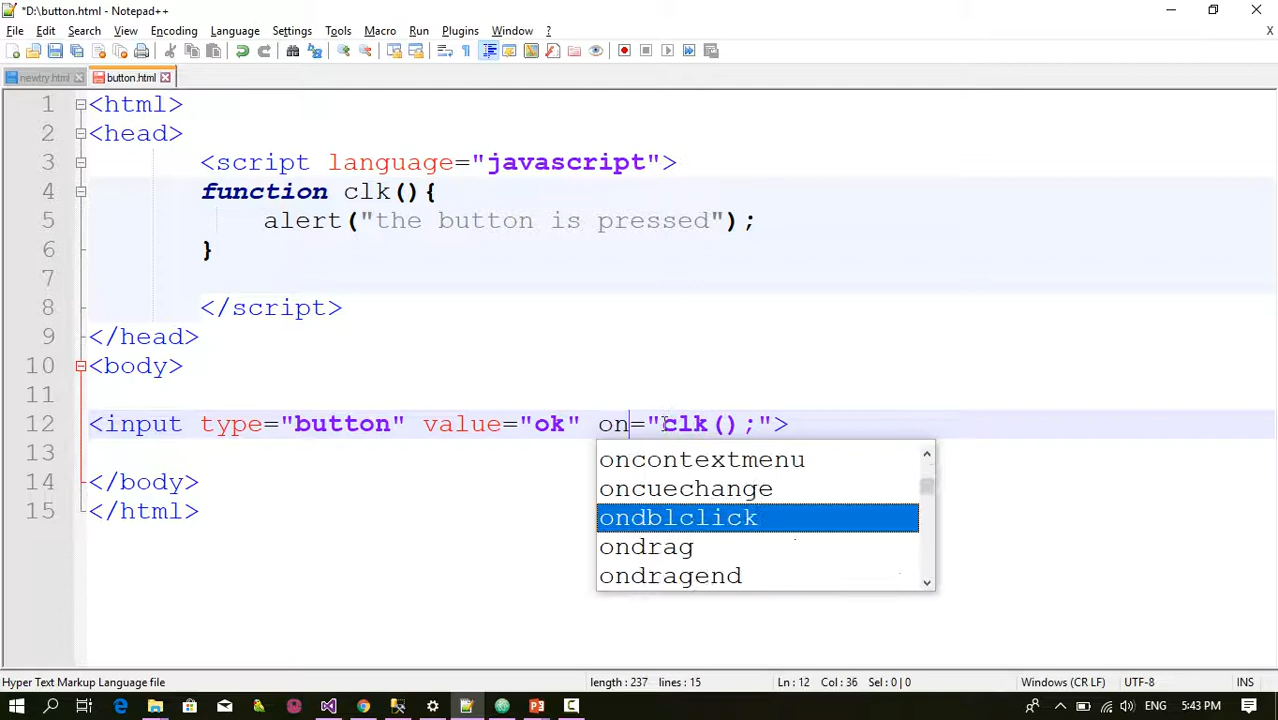 *D:\button.html - Notepad++
File Edit Search View Encoding Language Settings Tools Macro Run Plugins Window ?
X
newtry.html button.html
1 <html>
2 <head>
3 <script language="javascript">
4 function clk(){
5 alert("the button is pressed");
6 }
7
8 </script>
9 </head>
10 <body>
11
12 <input type="button" value="ok" on="clk();">
13
14 </body>
15 </html>
oncontextmenu
oncuechange
ondblclick
ondrag
ondragend
Hyper Text Markup Language file length : 237 lines : 15 Ln : 12 Col : 36 Sel : 0 | 0 Windows (CR LF) UTF-8 INS
ENG 5:43 PM